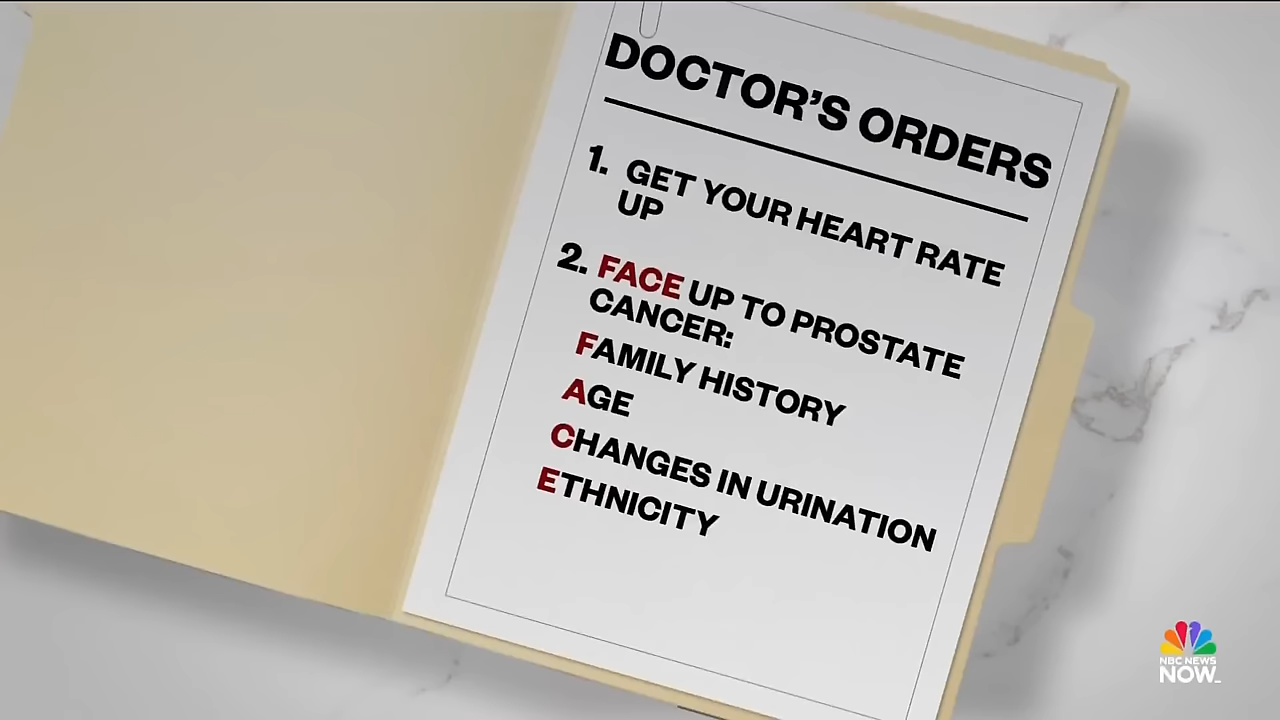 DOCTOR'S ORDERS
1. GET YOUR HEART RATE
UP
2. FACE UP TO PROSTATE
CANCER:
FAMILY HISTORY
AGE
CHANGES IN URINATION
ETHNICITY
NBC NEWS
NOW